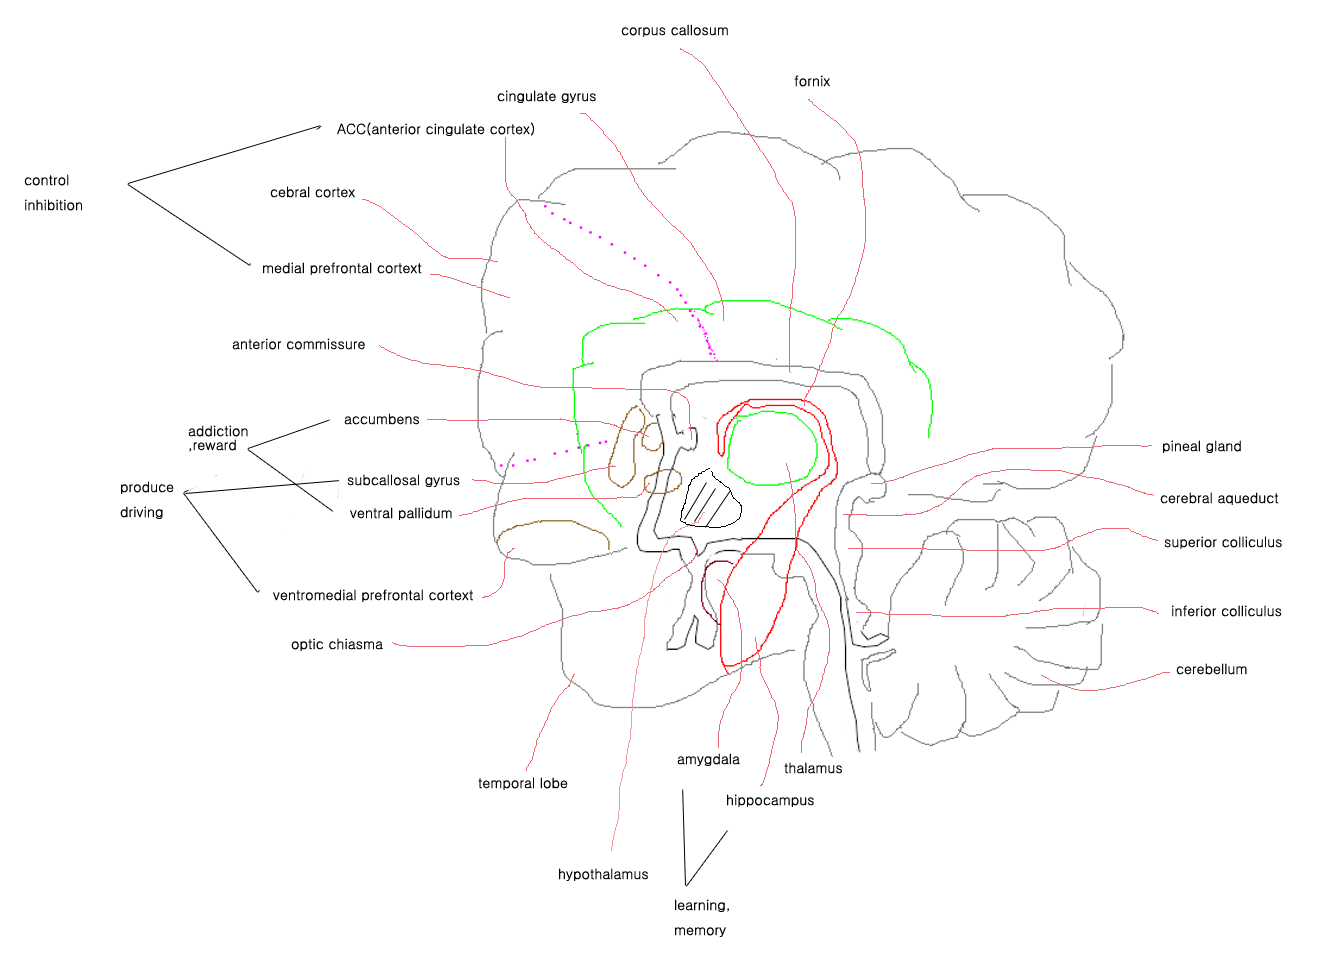 corpus callosum
fornix
cingulate gyrus
ACC(anterior cingulate cortex)
control
inhibition
cebral cortex
medial prefrontal cortext
anterior commissure
accumbens
addiction
,reward
pineal gland
subcallosal gyrus
produce
driving
cerebral aqueduct
ventral pallidum
superior colliculus
ventromedial prefrontal cortext
inferior colliculus
optic chiasma
cerebellum
amygdala
thalamus
temporal lobe
hippocampus
hypothalamus
learning,
memory